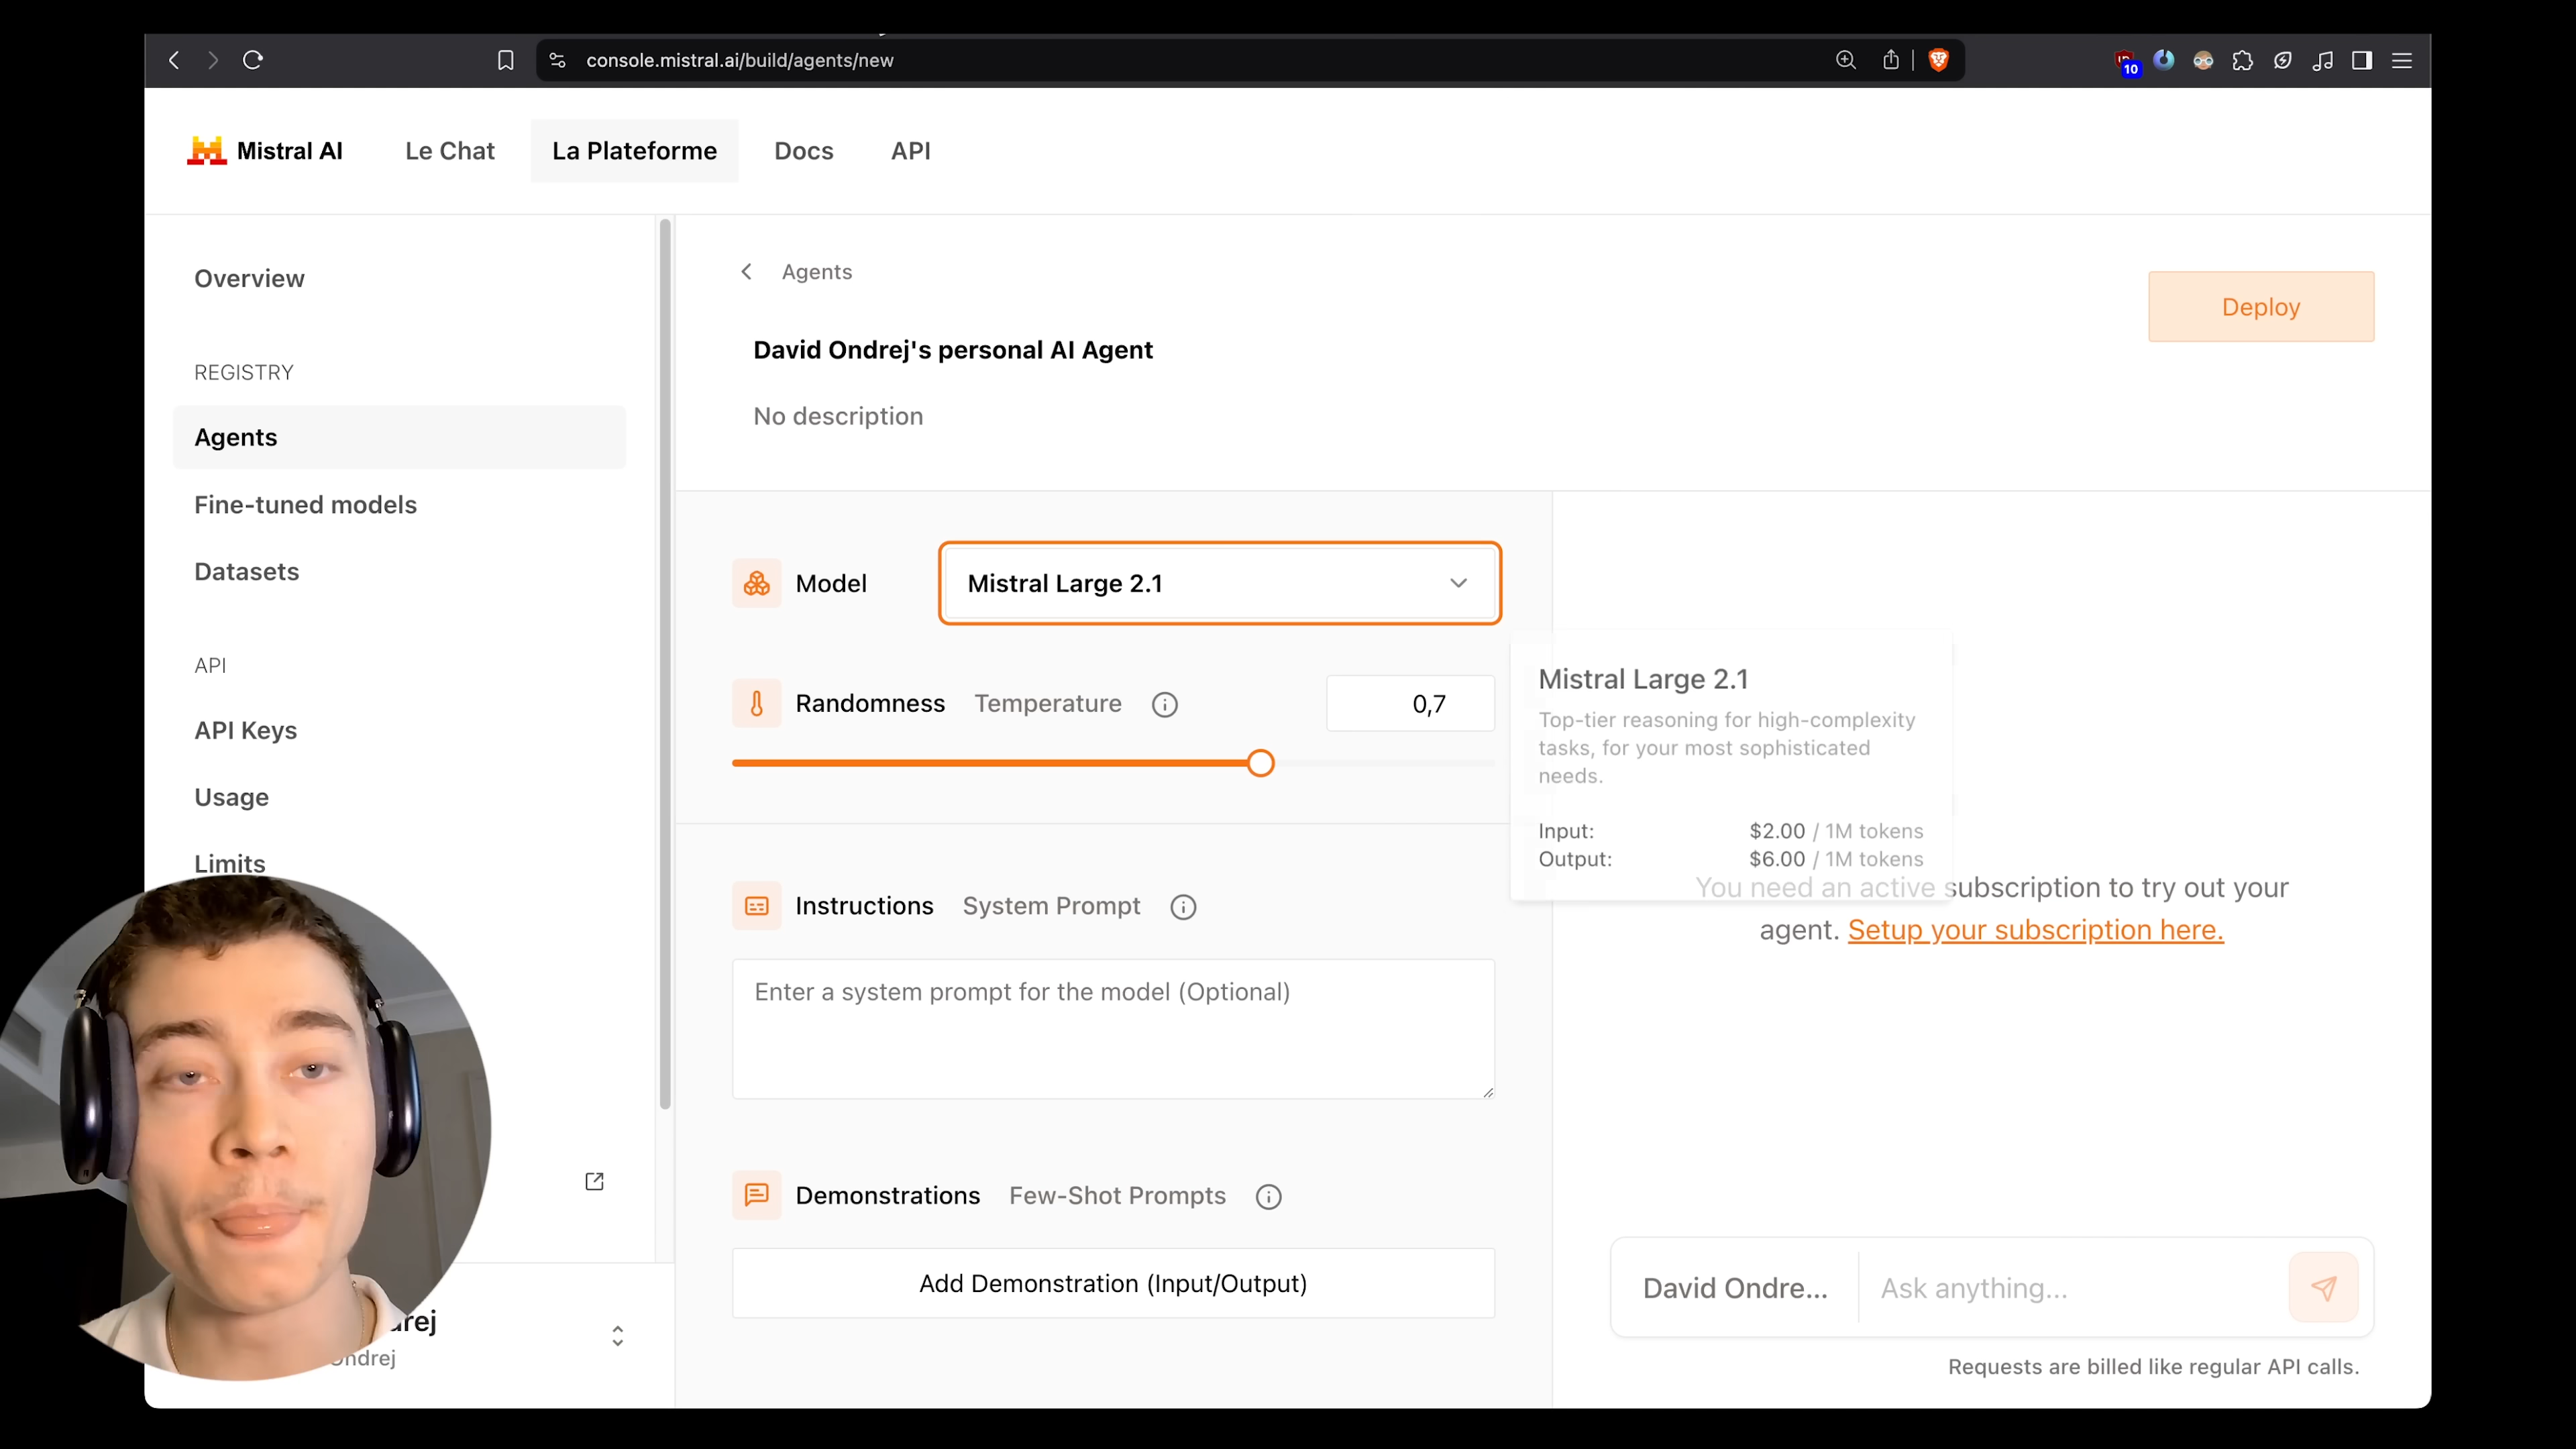 console.mistral.ai/build/agents/new
10
Mistral AI
Le Chat
La Plateforme
Docs
API
Overview
REGISTRY
Agents
Fine-tuned models
Datasets
API
API Keys
Usage
Limits
Agents
Deploy
David Ondrej's personal AI Agent
No description
Model
Mistral Large 2.1
Randomness Temperature
0,7
Mistral Large 2.1
Top-tier reasoning for high-complexity
tasks, for your most sophisticated
needs.
Input: $2.00 / 1M tokens
Output: $6.00 / 1M tokens
You need an active subscription to try out your
agent. Setup your subscription here.
Instructions System Prompt
Enter a system prompt for the model (Optional)
Demonstrations Few-Shot Prompts
Add Demonstration (Input/Output)
David Ondre...
Ask anything...
Requests are billed like regular API calls.
Ondrej